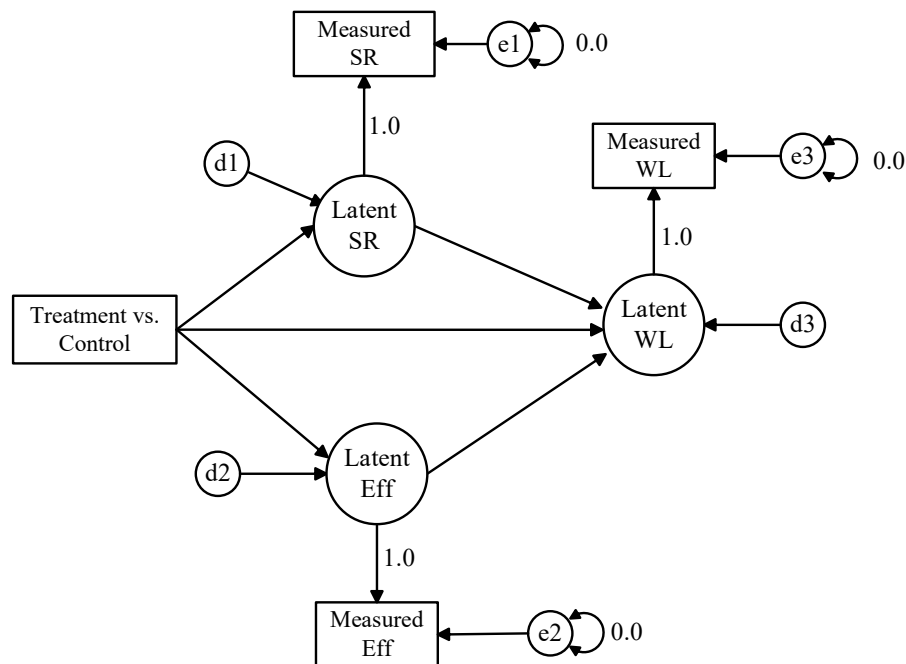 Measured
SR
e1
0.0
1.0
Measured
WL
e3
0.0
d1
Latent
SR
1.0
Treatment vs.
Control
Latent
WL
d3
d2
Latent
Eff
1.0
Measured
Eff
e2
0.0